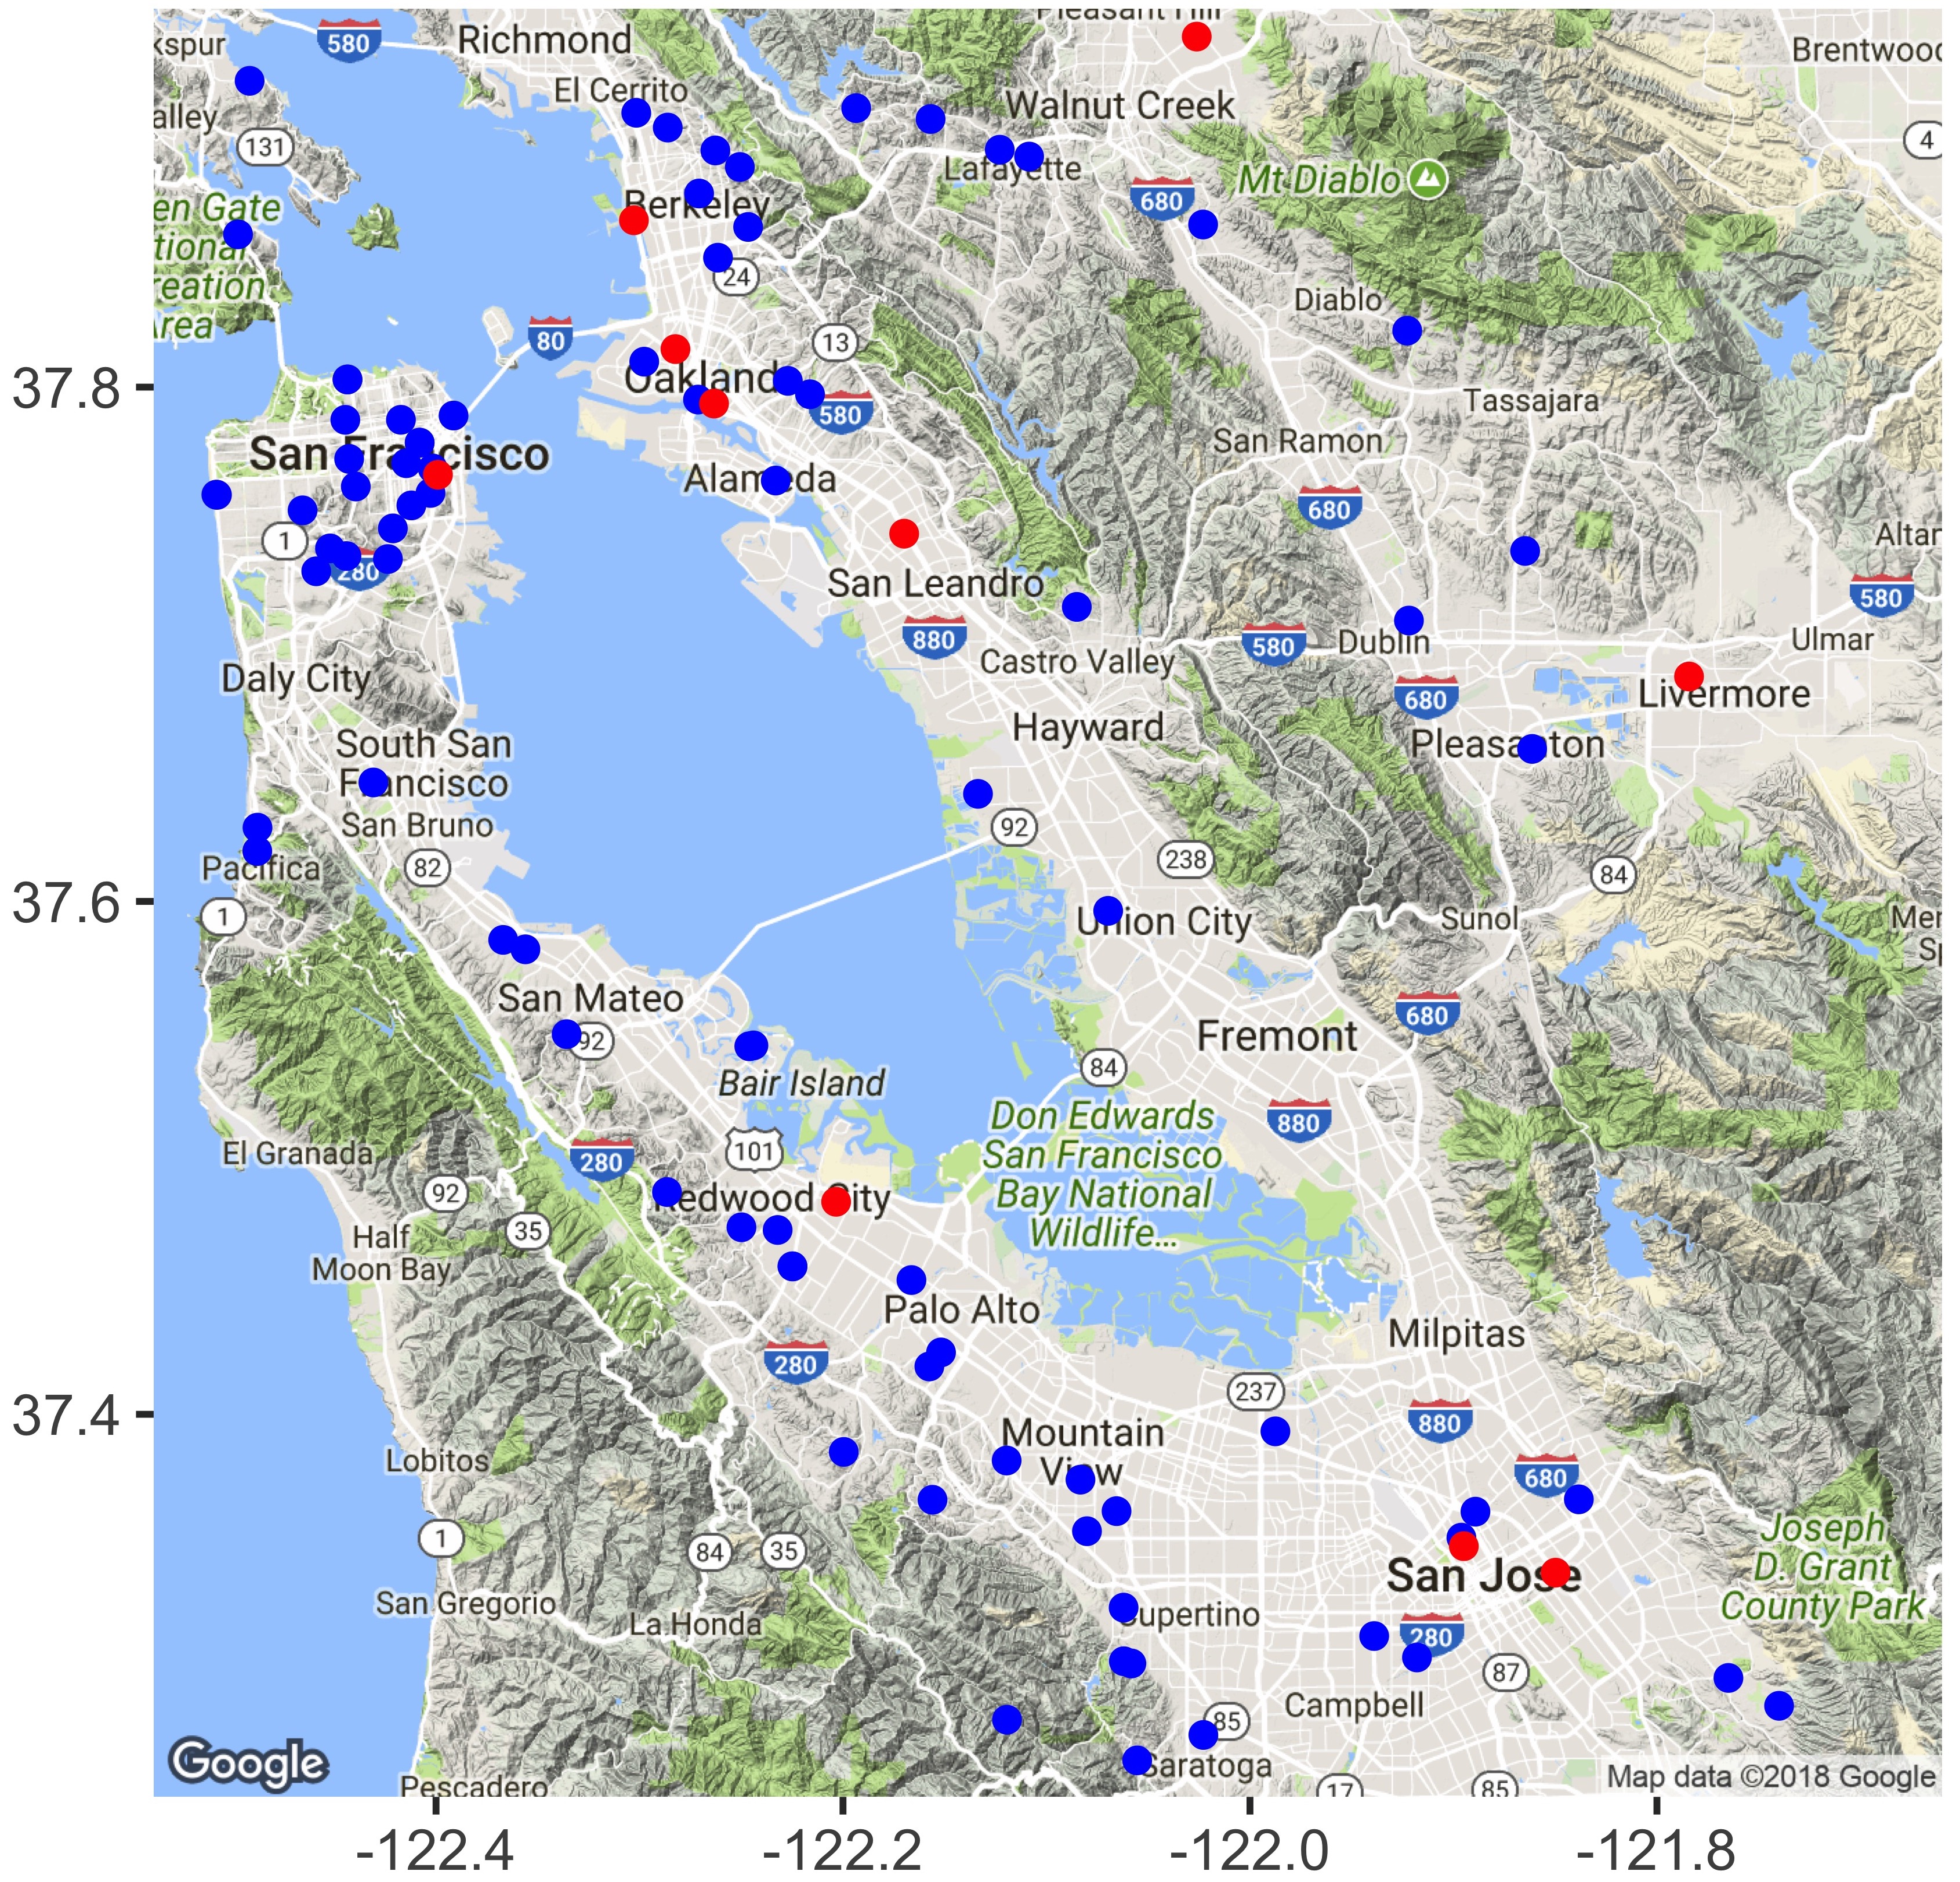 Pleasant Hill
580
Richmond
Brentwood
kspur
El Cerrito
alley
Walnut Creek
131
4
Lafayette
Mt Diablo
680
en Gate
tional
reation
Area
Berkeley
24
Diablo
80
13
37.8
Oakland
580
Tassajara
San Francisco
San Ramon
Alameda
680
1
Altar
280
San Leandro
580
880
580
Dublin
Ulmar
Castro Valley
Daly City
680
Livermore
Hayward
South San
Francisco
Pleasanton
San Bruno
92
Pacifica
82
238
84
37.6
1
Union City
Sunol
Mer
Sp
San Mateo
92
680
Fremont
84
Bair Island
880
Don Edwards
San Francisco
Bay National
Wildlife...
El Granada
280
101
92
Redwood City
35
Half
Moon Bay
Palo Alto
Milpitas
280
237
37.4
880
Mountain
View
Lobitos
680
1
84
35
Joseph
D. Grant
County Park
San Jose
San Gregorio
La Honda
Cupertino
280
87
Campbell
85
Saratoga
Google
Pescadero
17
85
Map data ©2018 Google
-122.4
-122.2
-122.0
-121.8